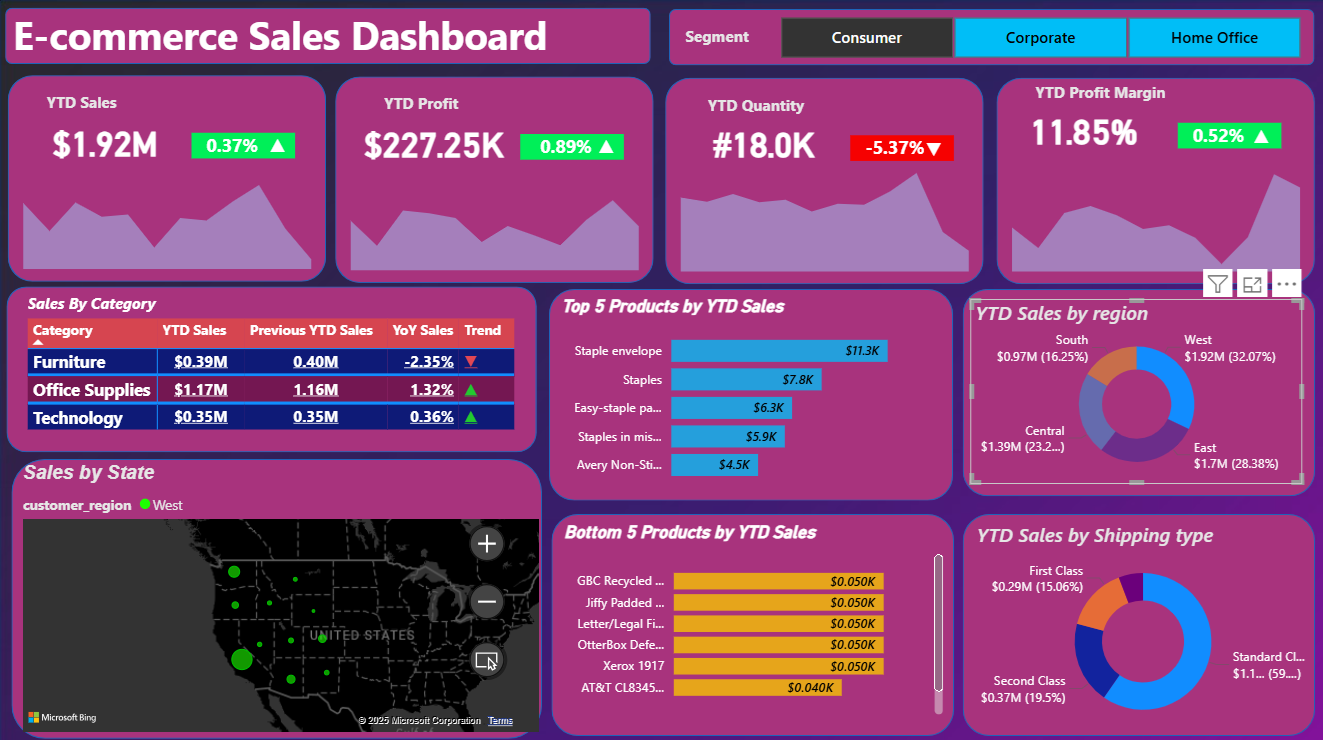 E-commerce Sales Dashboard
Segment
Consumer
Corporate
Home Office
YTD Sales
$1.92M
0.37% ▲
YTD Profit
$227.25K
0.89% ▲
YTD Quantity
#18.0K
-5.37%▼
YTD Profit Margin
11.85%
0.52% ▲
Sales By Category
Category YTD Sales Previous YTD Sales YoY Sales Trend
Furniture $0.39M 0.40M -2.35% ▼
Office Supplies $1.17M 1.16M 1.32% ▲
Technology $0.35M 0.35M 0.36% ▲
Top 5 Products by YTD Sales
Staple envelope $11.3K
Staples $7.8K
Easy-staple pa... $6.3K
Staples in mis... $5.9K
Avery Non-Sti... $4.5K
YTD Sales by region
South
$0.97M (16.25%)
West
$1.92M (32.07%)
Central
$1.39M (23.2...)
East
$1.7M (28.38%)
Sales by State
customer_region West
UNITED STATES
Gulf of
Microsoft Bing
© 2025 Microsoft Corporation Terms
Bottom 5 Products by YTD Sales
GBC Recycled ... $0.050K
Jiffy Padded ... $0.050K
Letter/Legal Fi... $0.050K
OtterBox Defe... $0.050K
Xerox 1917 $0.050K
AT&T CL8345... $0.040K
YTD Sales by Shipping type
First Class
$0.29M (15.06%)
Second Class
$0.37M (19.5%)
Standard Cl...
$1.1... (59....)